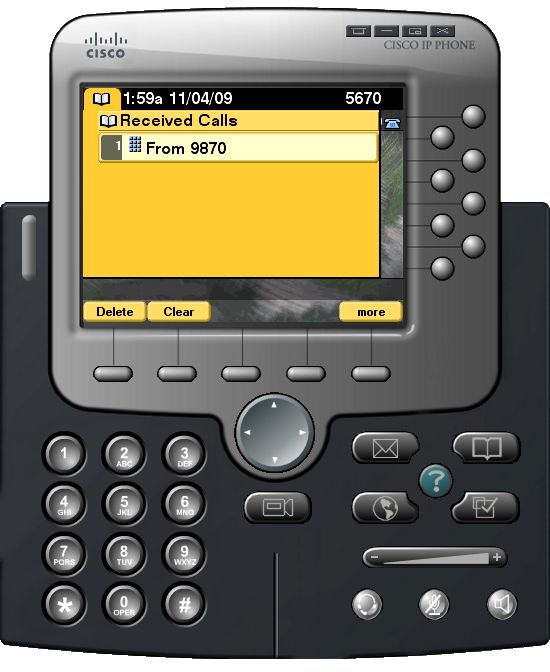 CISCO
CISCO IP PHONE
1:59a 11/04/09 5670
Received Calls
1 From 9870
Delete Clear more
1 2 ABC 3 DEF
4 GHI 5 JKL 6 MNO
7 PQRS 8 TUV 9 WXYZ
* 0 OPER #
?
- +